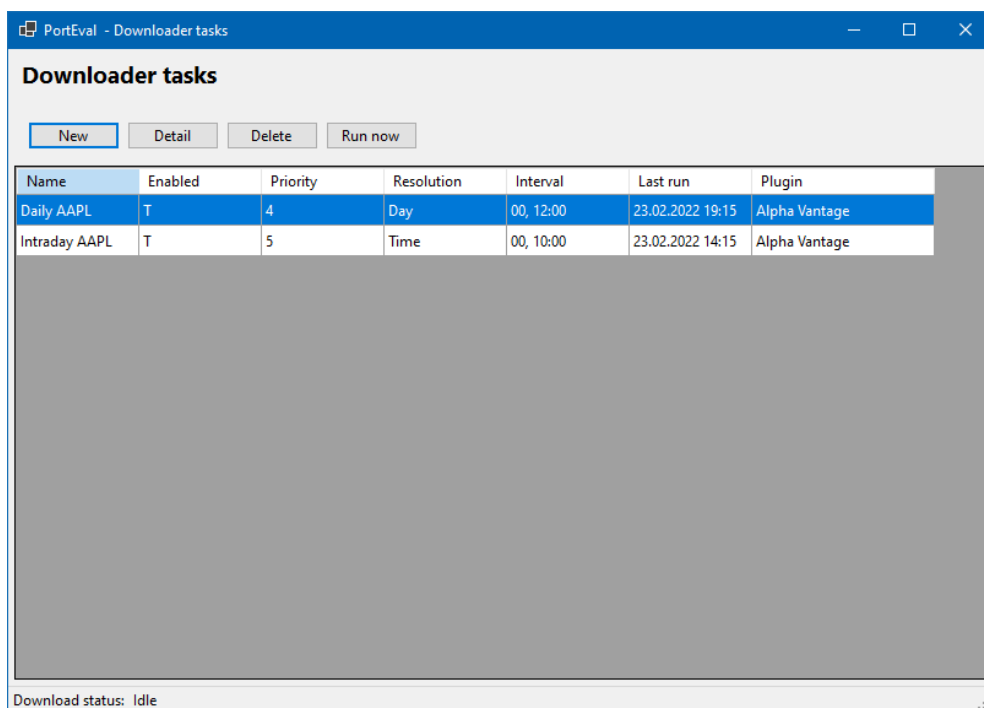 PortEval - Downloader tasks
Downloader tasks
New Detail Delete Run now
Name Enabled Priority Resolution Interval Last run Plugin
Daily AAPL T 4 Day 00, 12:00 23.02.2022 19:15 Alpha Vantage
Intraday AAPL T 5 Time 00, 10:00 23.02.2022 14:15 Alpha Vantage
Download status: Idle